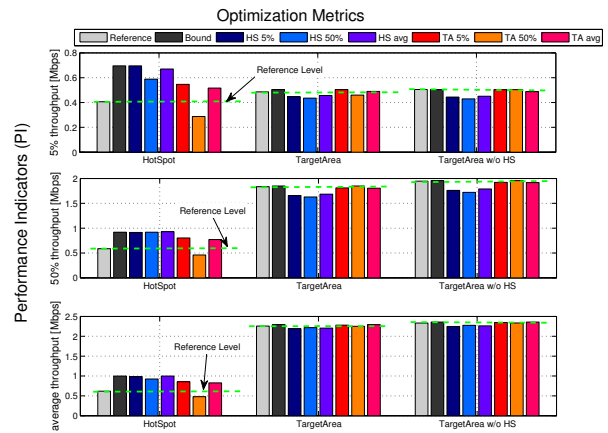 Optimization Metrics
Reference Bound HS 5% HS 50% HS avg TA 5% TA 50% TA avg
Performance Indicators (PI)
5% throughput [Mbps]
0.8
0.6
0.4
0.2
0
Reference Level
HotSpot TargetArea TargetArea w/o HS
50% throughput [Mbps]
2
1.5
1
0.5
0
Reference Level
HotSpot TargetArea TargetArea w/o HS
average throughput [Mbps]
2.5
2
1.5
1
0.5
0
Reference Level
HotSpot TargetArea TargetArea w/o HS